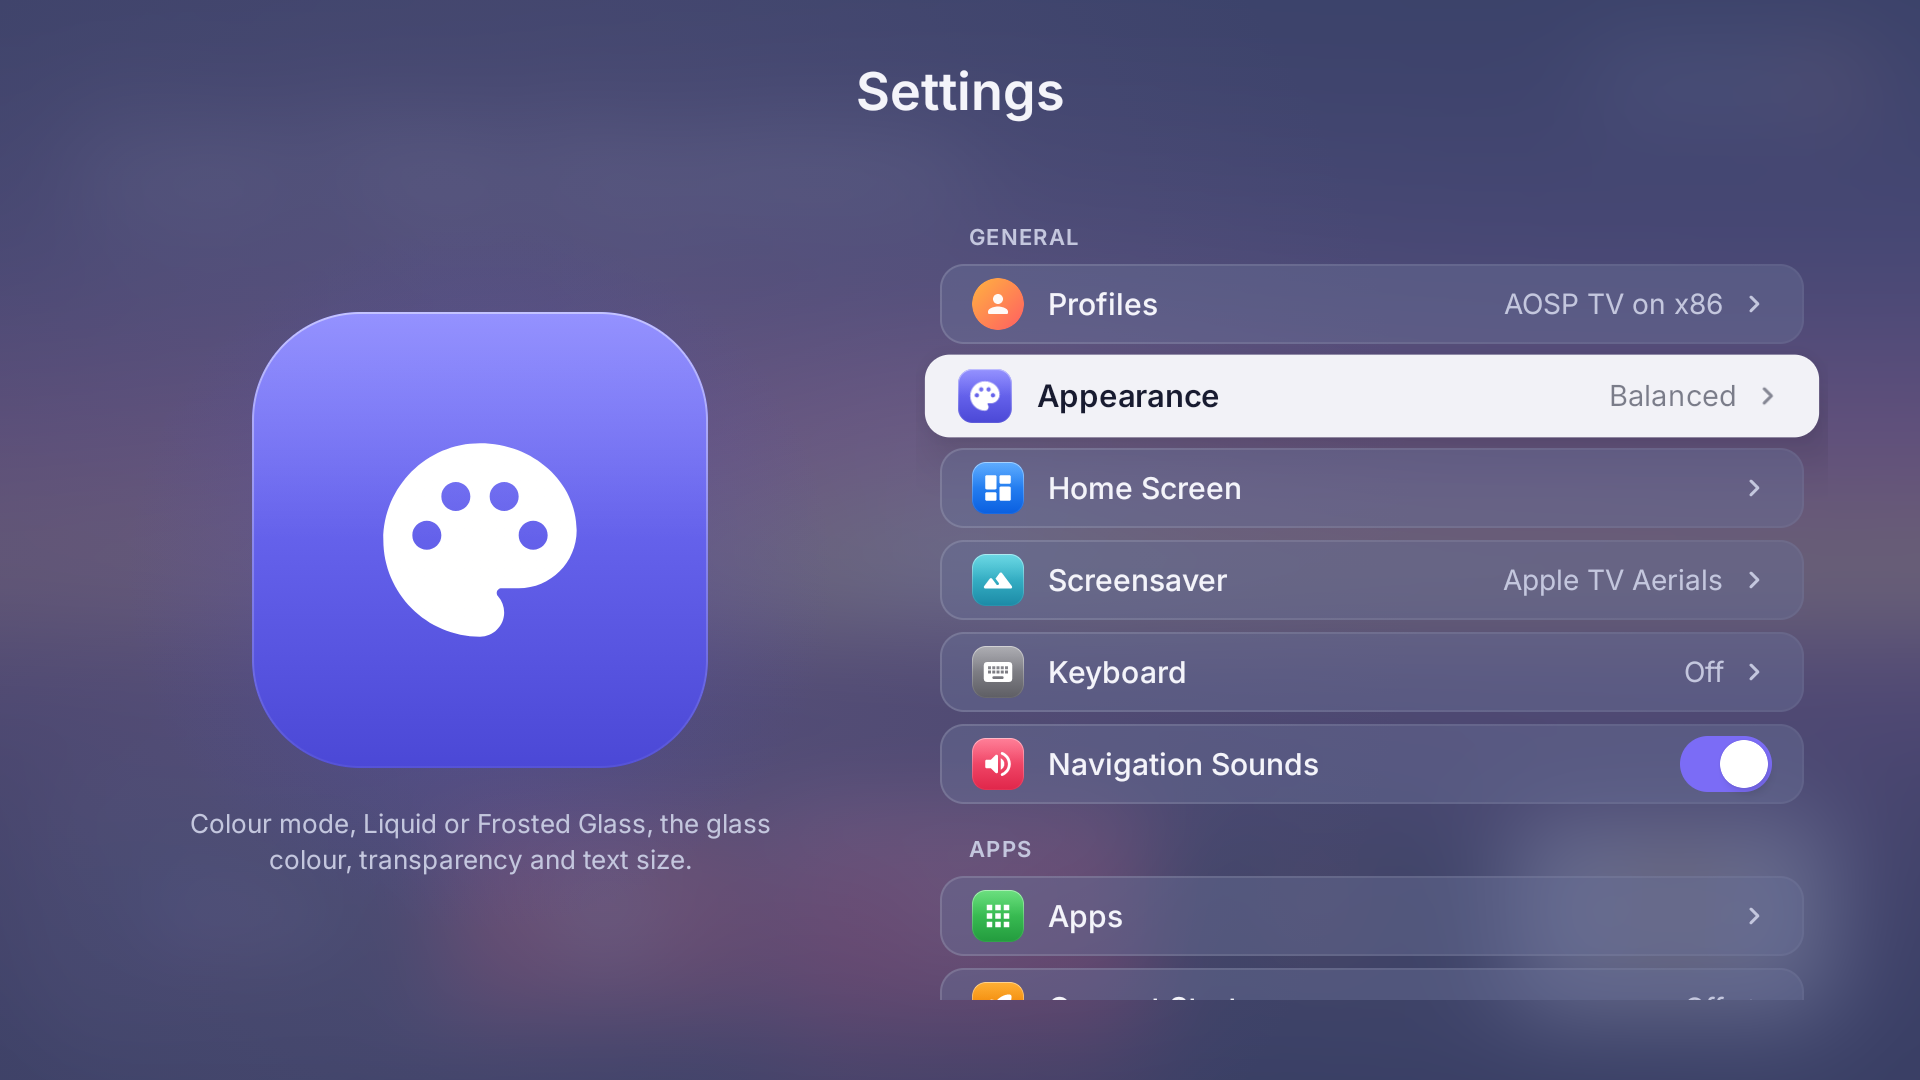 Settings
GENERAL
Profiles AOSP TV on x86
Appearance Balanced
Home Screen
Screensaver Apple TV Aerials
Keyboard Off
Navigation Sounds
Colour mode, Liquid or Frosted Glass, the glass
colour, transparency and text size.
APPS
Apps
Off